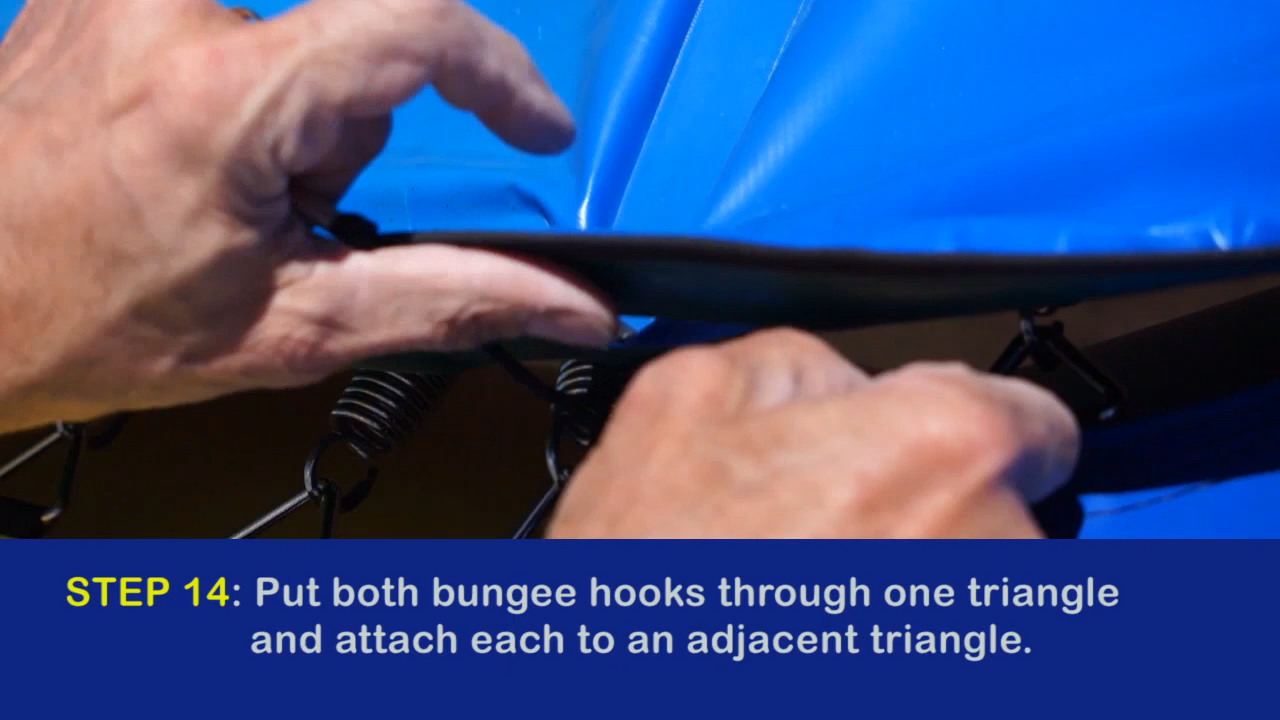 STEP 14: Put both bungee hooks through one triangle
and attach each to an adjacent triangle.